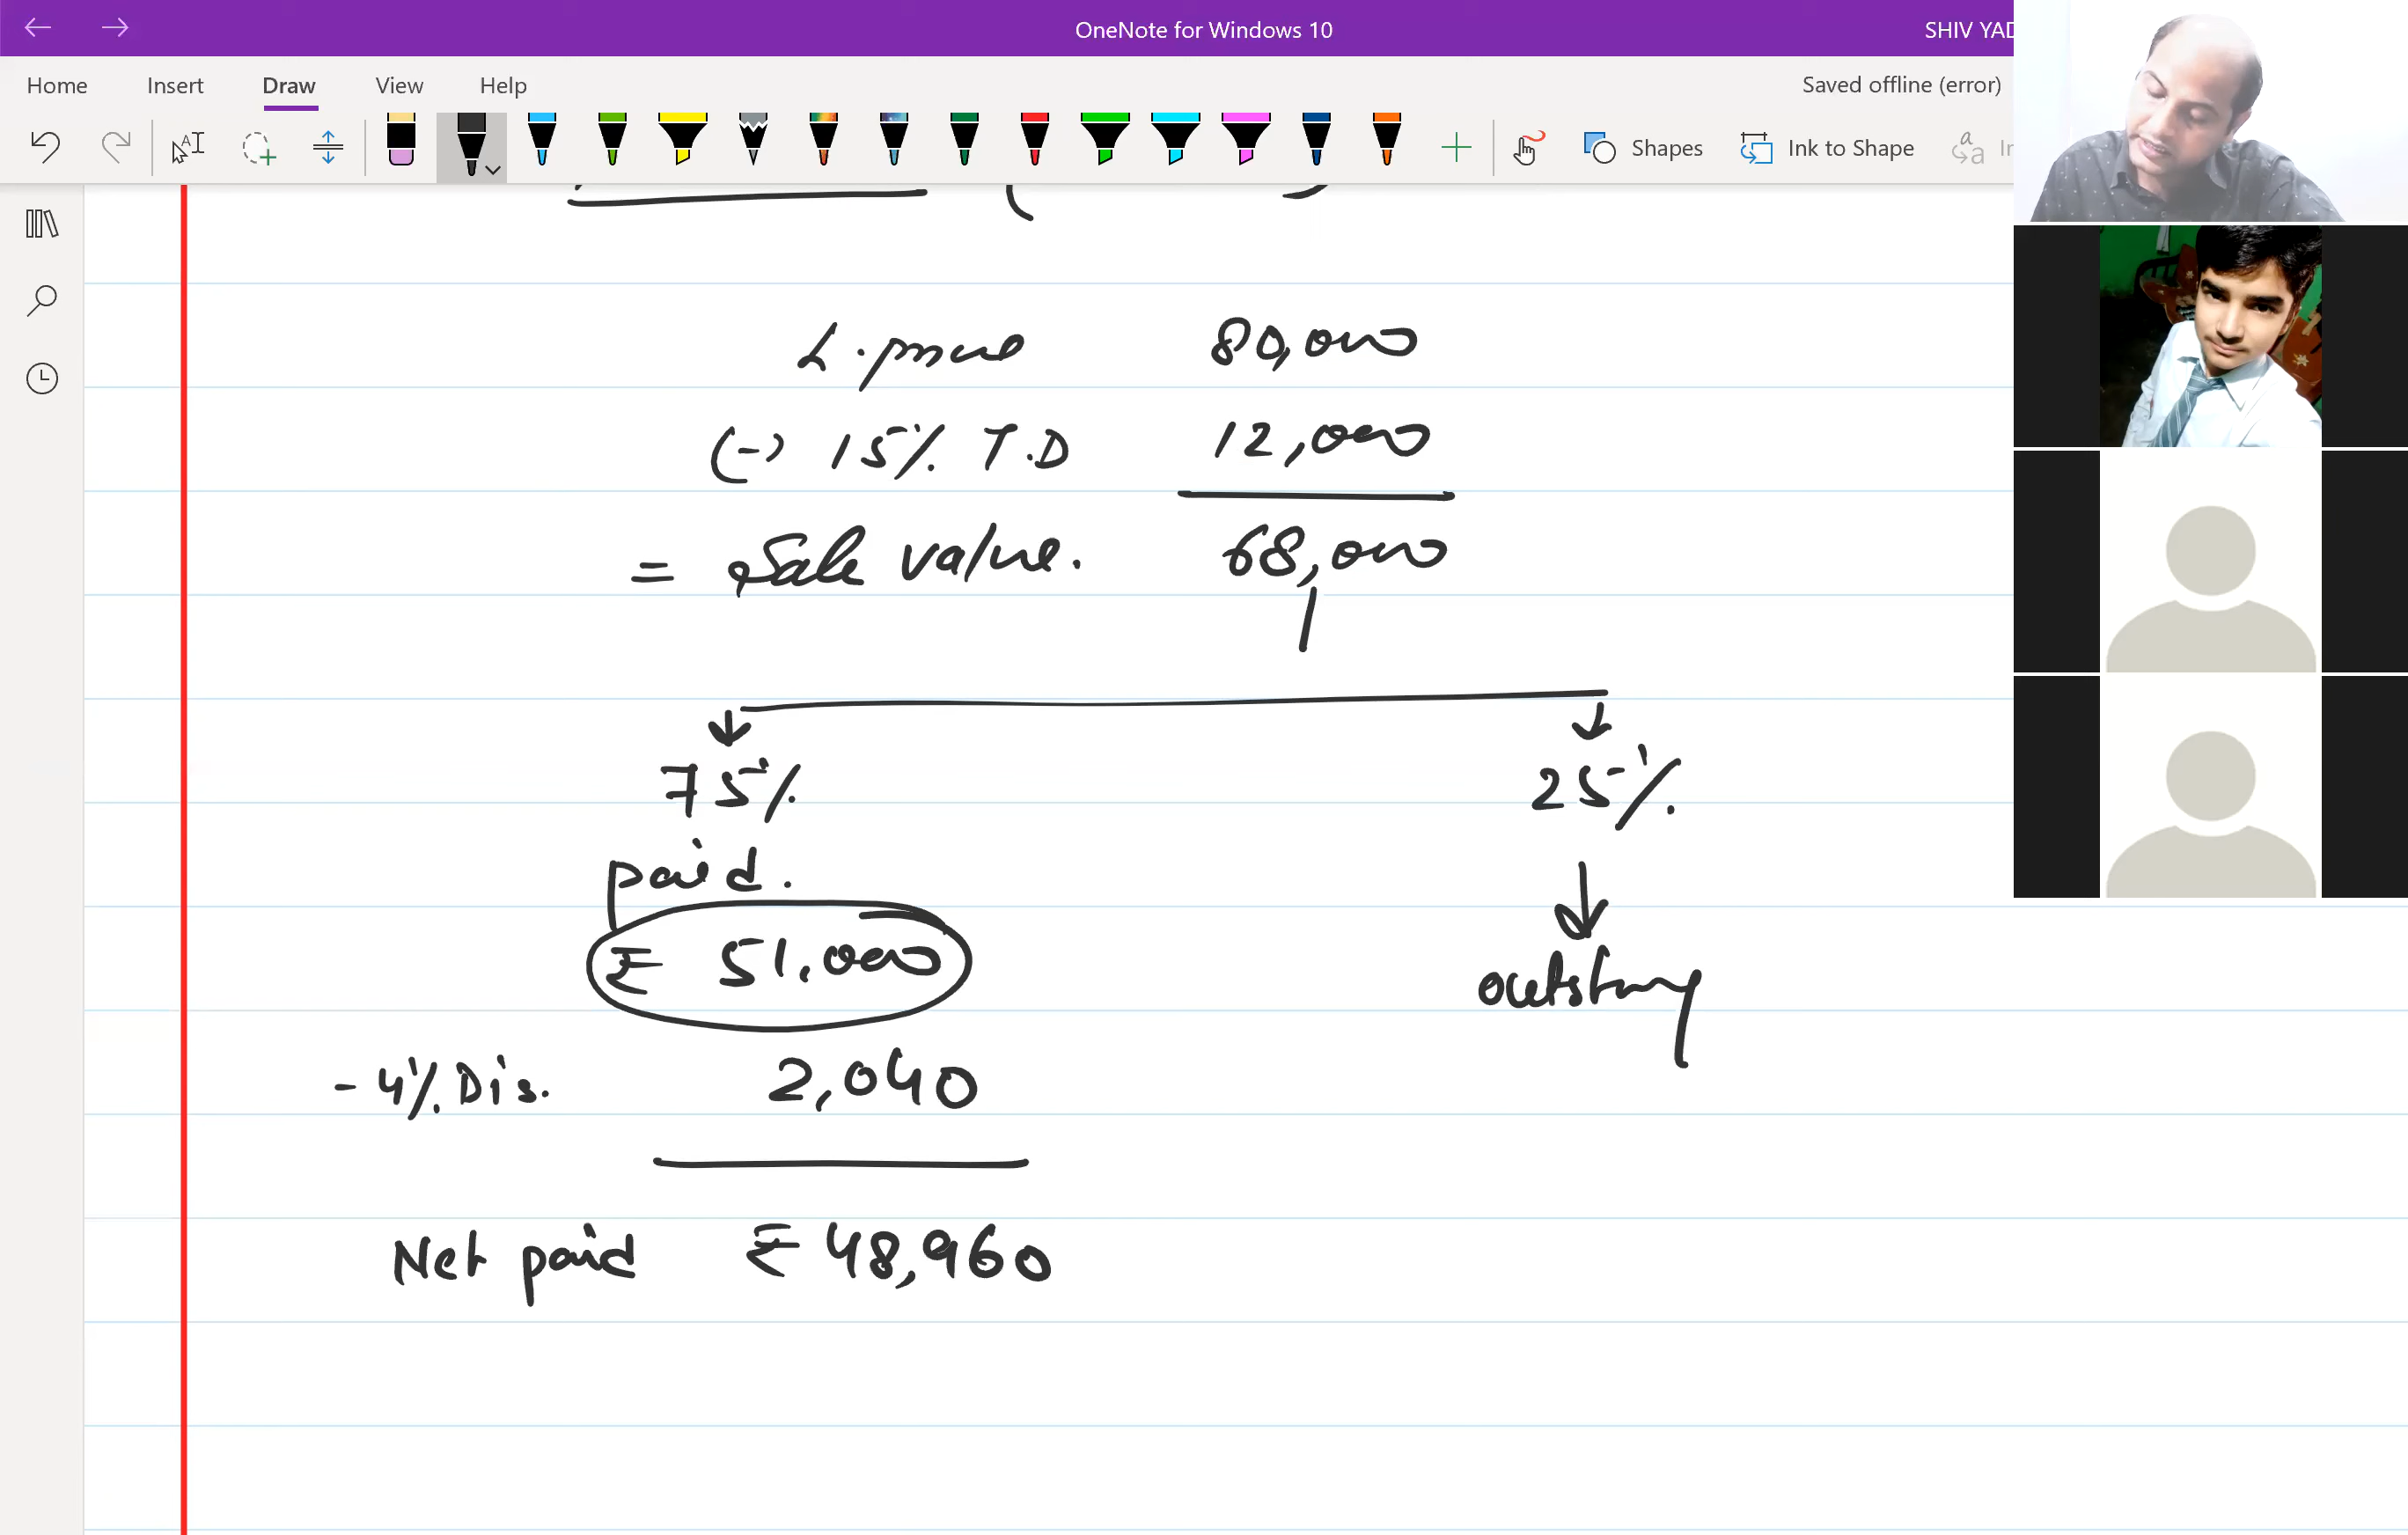 OneNote for Windows 10
SHIV YAD
Home Insert Draw View Help
Saved offline (error)
Shapes Ink to Shape
L.price 80,000
(-) 15% T.D 12,000
= Sale value. 68,000
75% 25%
paid.
₹ 51,000
- 4% Dis. 2,040
Net paid ₹ 48,960